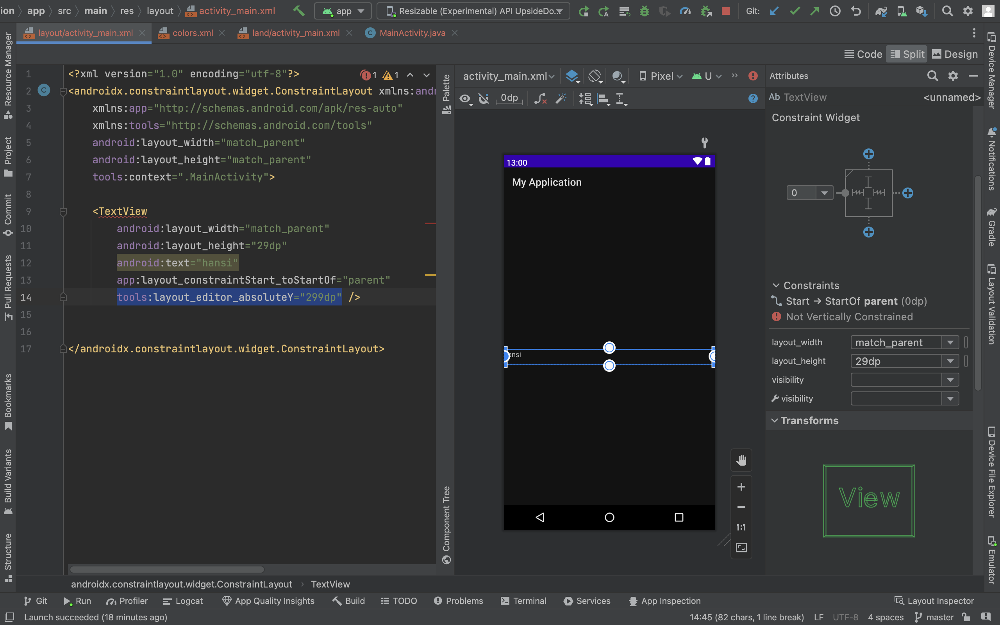 ion app src main res layout activity_main.xml app Resizable (Experimental) API UpsideDo... Git:
layout/activity_main.xml colors.xml land/activity_main.xml MainActivity.java
Code Split Design
Resource Manager
Project
Commit
Pull Requests
Bookmarks
Build Variants
Structure
1 <?xml version="1.0" encoding="utf-8"?> 1 1
2 <androidx.constraintlayout.widget.ConstraintLayout xmlns:andr
3 xmlns:app="http://schemas.android.com/apk/res-auto"
4 xmlns:tools="http://schemas.android.com/tools"
5 android:layout_width="match_parent"
6 android:layout_height="match_parent"
7 tools:context=".MainActivity">
8
9 <TextView
10 android:layout_width="match_parent"
11 android:layout_height="29dp"
12 android:text="hansi"
13 app:layout_constraintStart_toStartOf="parent"
14 tools:layout_editor_absoluteY="299dp" />
15
16
17 </androidx.constraintlayout.widget.ConstraintLayout>
Palette
Component Tree
activity_main.xml Pixel U
0dp
13:00
My Application
ansi
1:1
Attributes
Ab TextView <unnamed>
Constraint Widget
0
Constraints
Start → StartOf parent (0dp)
Not Vertically Constrained
layout_width match_parent
layout_height 29dp
visibility
visibility
Transforms
View
Device Manager
Notifications
Gradle
Layout Validation
Device File Explorer
Emulator
androidx.constraintlayout.widget.ConstraintLayout TextView
Git Run Profiler Logcat App Quality Insights Build TODO Problems Terminal Services App Inspection Layout Inspector
Launch succeeded (18 minutes ago) 14:45 (82 chars, 1 line break) LF UTF-8 4 spaces master